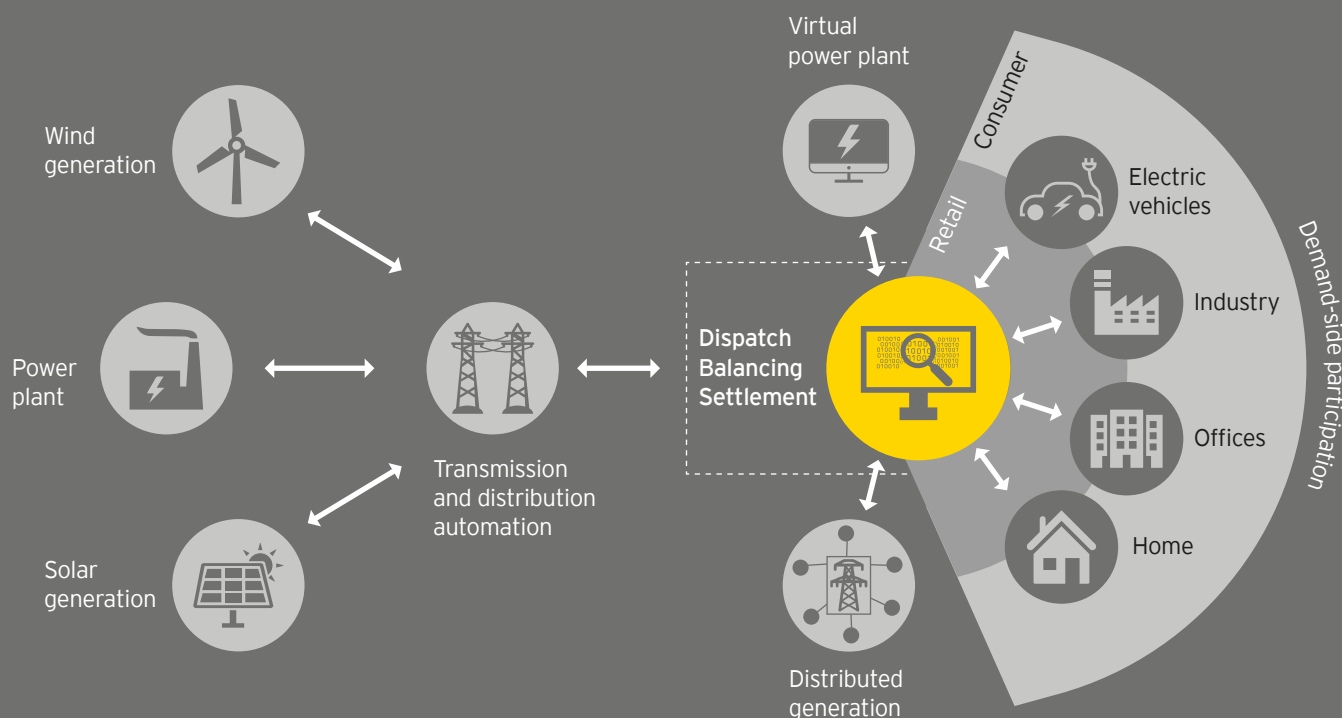 Wind
generation
Power
plant
Solar
generation
Transmission
and distribution
automation
Virtual
power plant
Dispatch
Balancing
Settlement
Distributed
generation
Retail
Consumer
Electric
vehicles
Industry
Offices
Home
Demand-side participation